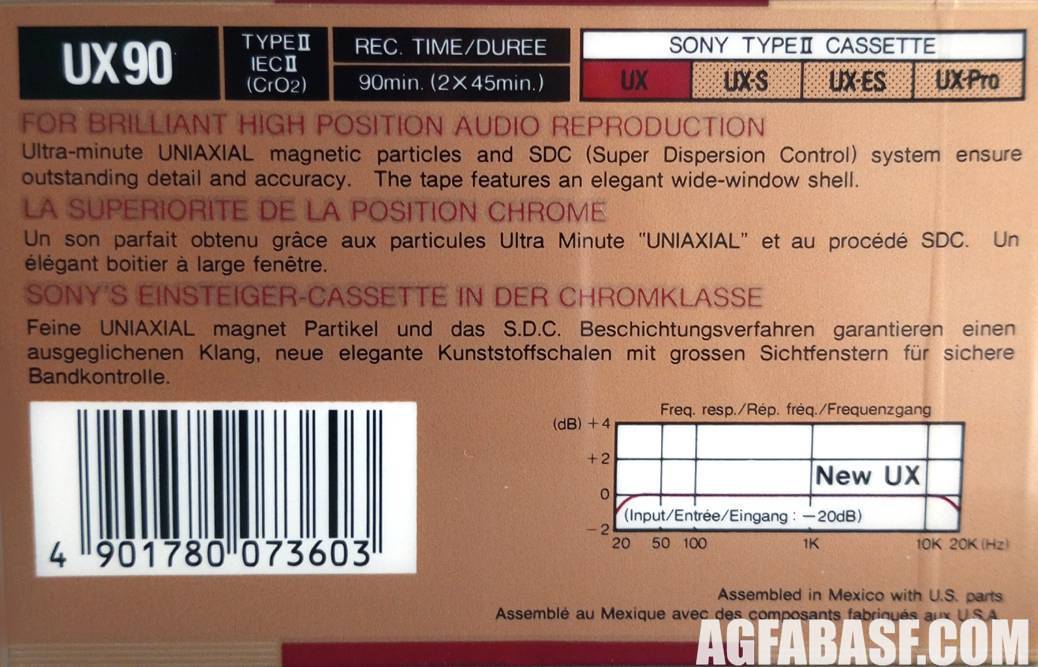 UX90
TYPE II
IEC II
(CrO2)
REC. TIME/DUREE
90min. (2×45min.)
SONY TYPE II CASSETTE
UX UX-S UX-ES UX-Pro
FOR BRILLIANT HIGH POSITION AUDIO REPRODUCTION
Ultra-minute UNIAXIAL magnetic particles and SDC (Super Dispersion Control) system ensure
outstanding detail and accuracy. The tape features an elegant wide-window shell.
LA SUPERIORITE DE LA POSITION CHROME
Un son parfait obtenu grâce aux particules Ultra Minute "UNIAXIAL" et au procédé SDC. Un
élégant boitier à large fenêtre.
SONY'S EINSTEIGER-CASSETTE IN DER CHROMKLASSE
Feine UNIAXIAL magnet Partikel und das S.D.C. Beschichtungsverfahren garantieren einen
ausgeglichenen Klang, neue elegante Kunststoffschalen mit grossen Sichtfenstern für sichere
Bandkontrolle.
4 901780 073603
Freq. resp./Rép. fréq./Frequenzgang
(dB) +4
+2
New UX
0
(Input/Entrée/Eingang : −20dB)
−2
20 50 100 1K 10K 20K (Hz)
Assembled in Mexico with U.S. parts
Assemblé au Mexique avec des composants fabriqués aux U.S.A.
AGFABASF.COM